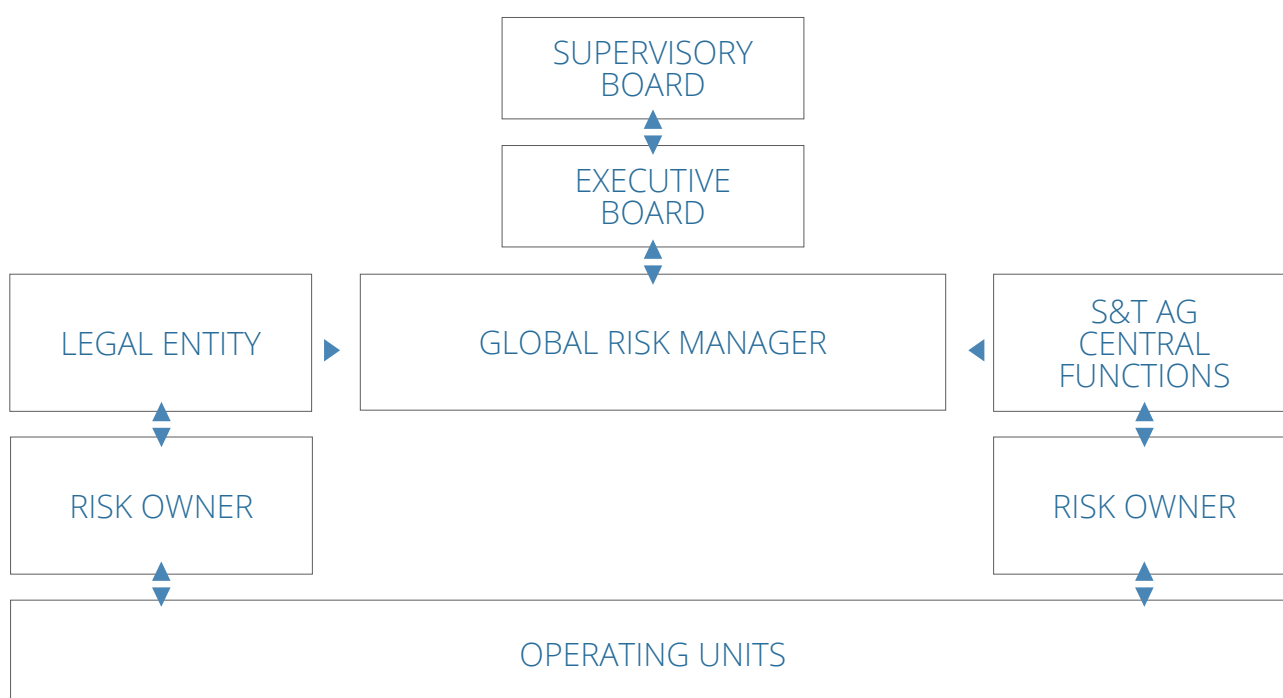 SUPERVISORY
BOARD
EXECUTIVE
BOARD
LEGAL ENTITY
GLOBAL RISK MANAGER
S&T AG
CENTRAL
FUNCTIONS
RISK OWNER
RISK OWNER
OPERATING UNITS